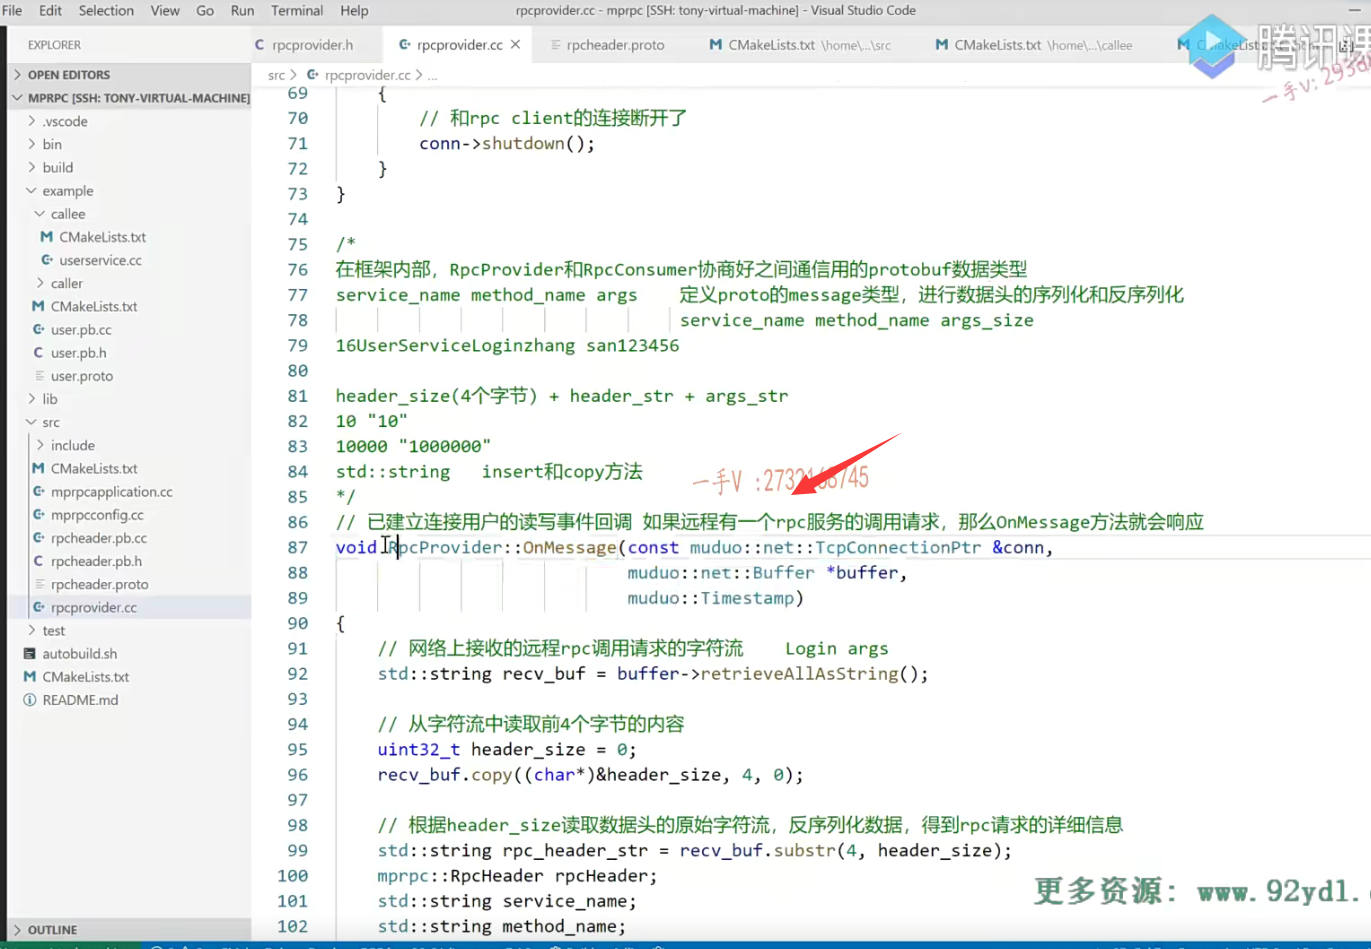 File Edit Selection View Go Run Terminal Help rpcprovider.cc - mprpc [SSH: tony-virtual-machine] - Visual Studio Code
EXPLORER
OPEN EDITORS
MPRPC [SSH: TONY-VIRTUAL-MACHINE]
.vscode
bin
build
example
callee
CMakeLists.txt
userservice.cc
caller
CMakeLists.txt
user.pb.cc
user.pb.h
user.proto
lib
src
include
CMakeLists.txt
mprpcapplication.cc
mprpcconfig.cc
rpcheader.pb.cc
rpcheader.pb.h
rpcheader.proto
rpcprovider.cc
test
autobuild.sh
CMakeLists.txt
README.md
OUTLINE
rpcprovider.h rpcprovider.cc rpcheader.proto CMakeLists.txt \home\...\src CMakeLists.txt \home\...\callee
腾讯课
一手V:
src > rpcprovider.cc > ...
69 {
70 // 和rpc client的连接断开了
71 conn->shutdown();
72 }
73 }
74
75 /*
76 在框架内部，RpcProvider和RpcConsumer协商好之间通信用的protobuf数据类型
77 service_name method_name args 定义proto的message类型，进行数据头的序列化和反序列化
78 service_name method_name args_size
79 16UserServiceLoginzhang san123456
80
81 header_size(4个字节) + header_str + args_str
82 10 "10"
83 10000 "1000000"
84 std::string insert和copy方法
一手V :
85 */
86 // 已建立连接用户的读写事件回调 如果远程有一个rpc服务的调用请求，那么OnMessage方法就会响应
87 void RpcProvider::OnMessage(const muduo::net::TcpConnectionPtr &conn,
88 muduo::net::Buffer *buffer,
89 muduo::Timestamp)
90 {
91 // 网络上接收的远程rpc调用请求的字符流 Login args
92 std::string recv_buf = buffer->retrieveAllAsString();
93
94 // 从字符流中读取前4个字节的内容
95 uint32_t header_size = 0;
96 recv_buf.copy((char*)&header_size, 4, 0);
97
98 // 根据header_size读取数据头的原始字符流，反序列化数据，得到rpc请求的详细信息
99 std::string rpc_header_str = recv_buf.substr(4, header_size);
100 mprpc::RpcHeader rpcHeader;
101 std::string service_name;
102 std::string method_name;
更多资源: www.92ydl.